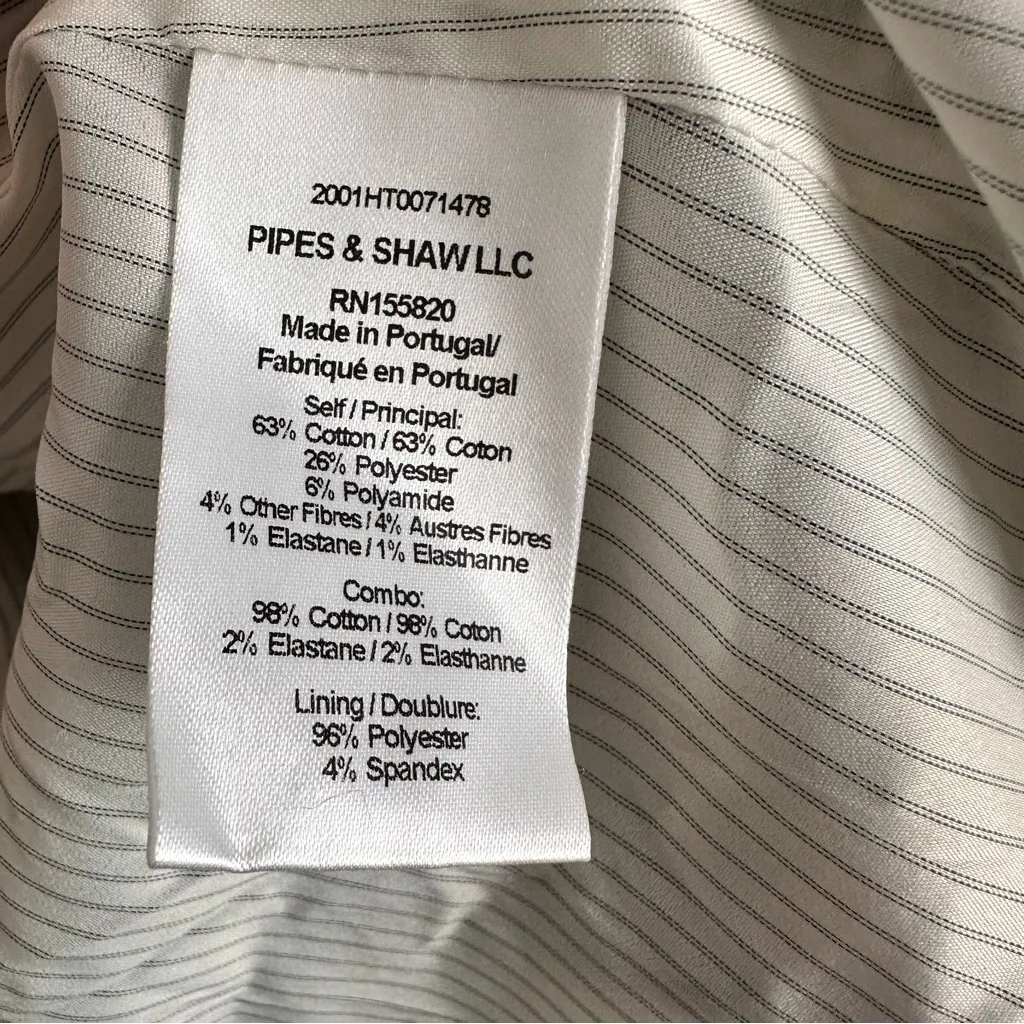 2001HT0071478
PIPES & SHAW LLC
RN155820
Made in Portugal/
Fabriqué en Portugal
Self / Principal:
63% Cotton / 63% Coton
26% Polyester
6% Polyamide
4% Other Fibres / 4% Austres Fibres
1% Elastane / 1% Elasthanne
Combo:
98% Cotton / 98% Coton
2% Elastane / 2% Elasthanne
Lining / Doublure:
96% Polyester
4% Spandex